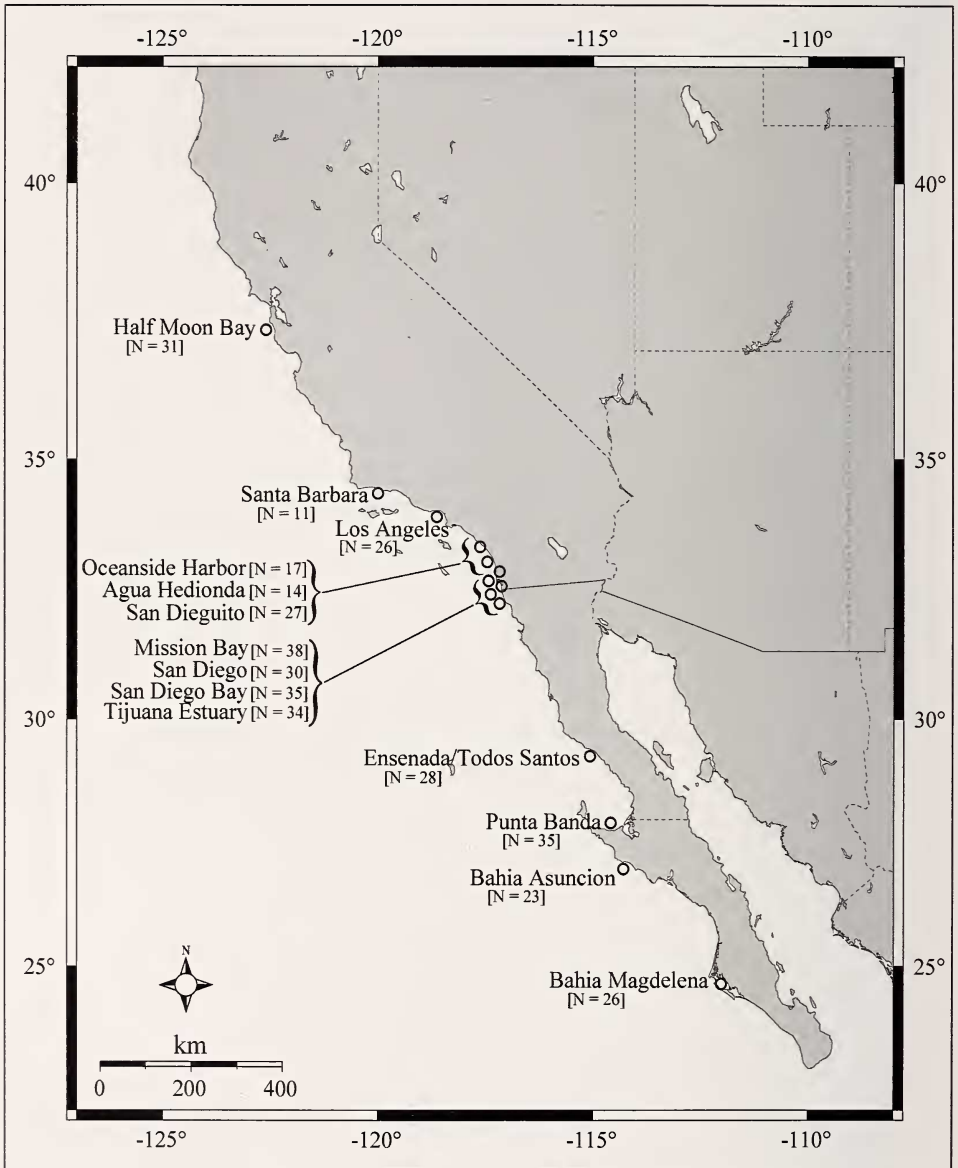 -125° -120° -115° -110°
40° 40°
Half Moon Bay
[N = 31]
35° 35°
Santa Barbara
[N = 11]
Los Angeles
[N = 26]
Oceanside Harbor [N = 17]
Agua Hedionda [N = 14]
San Dieguito [N = 27]
Mission Bay [N = 38]
San Diego [N = 30]
San Diego Bay [N = 35]
Tijuana Estuary [N = 34]
30° 30°
Ensenada/Todos Santos
[N = 28]
Punta Banda
[N = 35]
Bahia Asuncion
[N = 23]
25° 25°
Bahia Magdelena
[N = 26]
N
km
0 200 400
-125° -120° -115° -110°